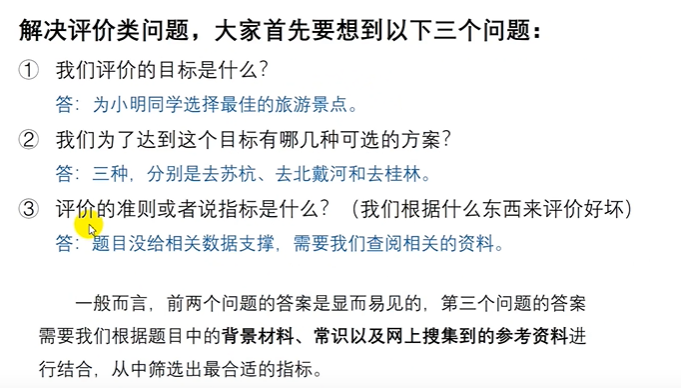 解决评价类问题，大家首先要想到以下三个问题：
① 我们评价的目标是什么？
答：为小明同学选择最佳的旅游景点。
② 我们为了达到这个目标有哪几种可选的方案？
答：三种，分别是去苏杭、去北戴河和去桂林。
③ 评价的准则或者说指标是什么？（我们根据什么东西来评价好坏）
答：题目没给相关数据支撑，需要我们查阅相关的资料。
一般而言，前两个问题的答案是显而易见的，第三个问题的答案
需要我们根据题目中的背景材料、常识以及网上搜集到的参考资料进
行结合，从中筛选出最合适的指标。